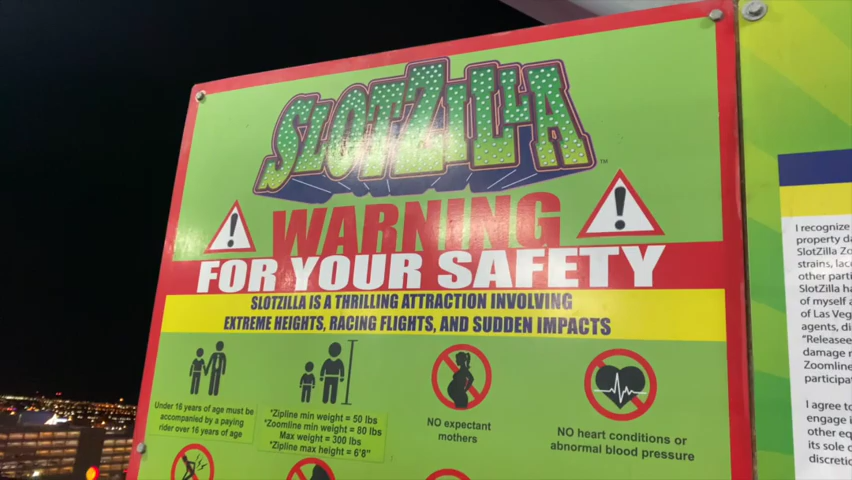 SLOTZILLA™
WARNING
FOR YOUR SAFETY
SLOTZILLA IS A THRILLING ATTRACTION INVOLVING
EXTREME HEIGHTS, RACING FLIGHTS, AND SUDDEN IMPACTS
Under 16 years of age must be
accompanied by a paying
rider over 16 years of age
*Zipline min weight = 50 lbs
*Zoomline min weight = 80 lbs
Max weight = 300 lbs
*Zipline max height = 6'8"
NO expectant
mothers
NO heart conditions or
abnormal blood pressure
I recognize
property da
SlotZilla Zo
strains, lac
other parti
SlotZilla ha
of myself a
of Las Veg
agents, di
"Releasee
damage r
Zoomline
participat
I agree to
engage i
other eq
its sole
discretio